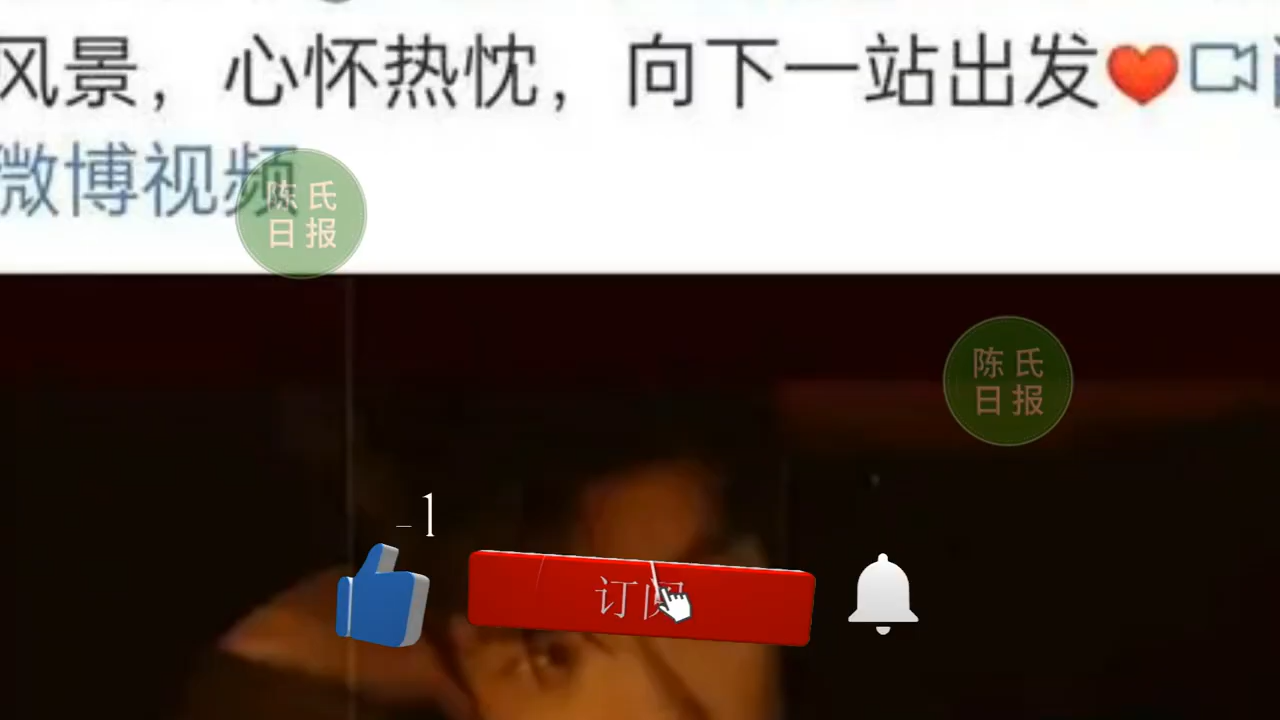 风景，心怀热忱，向下一站出发
微博视频
陈氏
日报
陈氏
日报
1
订阅